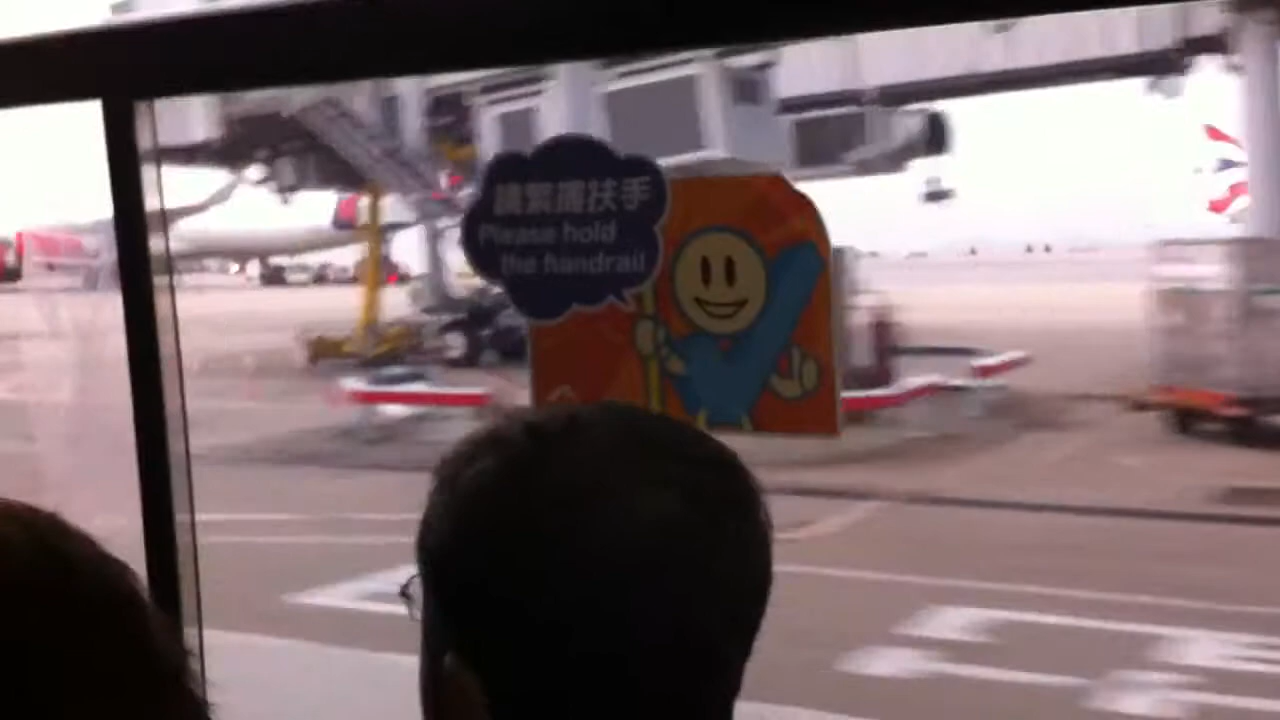 請緊握扶手
Please hold
the handrail